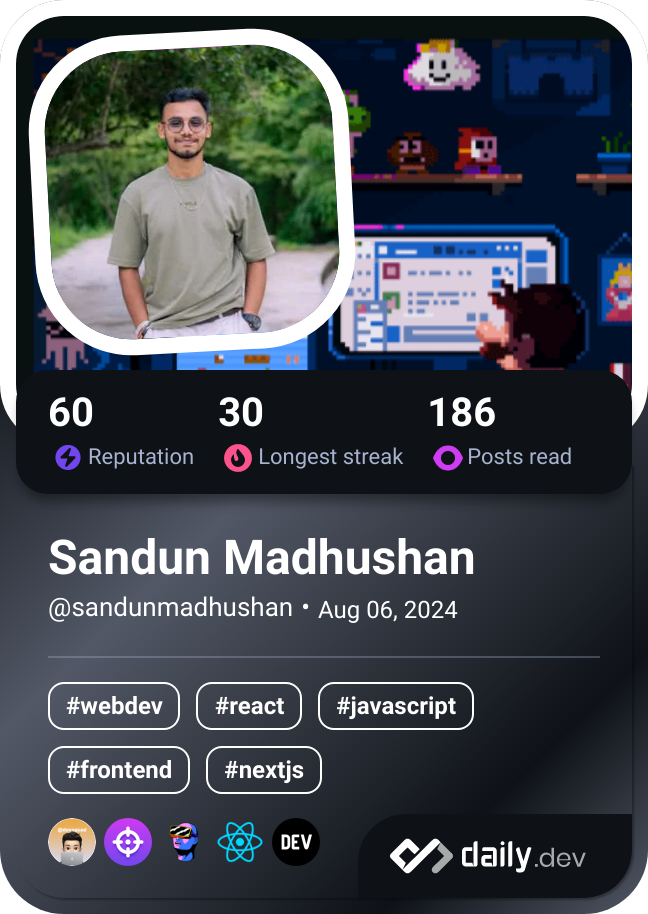 60 30 186
Reputation Longest streak Posts read
Sandun Madhushan
@sandunmadhushan • Aug 06, 2024
#webdev #react #javascript
#frontend #nextjs
DEV daily.dev